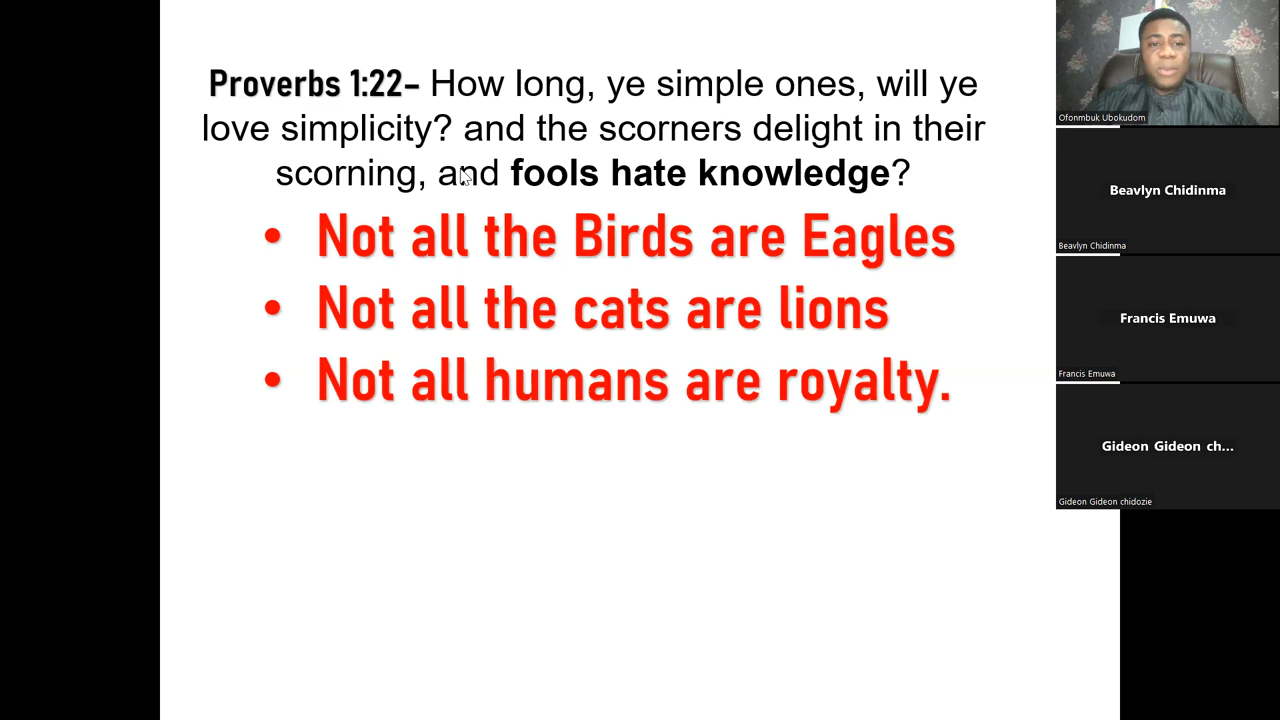 Proverbs 1:22– How long, ye simple ones, will ye
love simplicity? and the scorners delight in their
scorning, and fools hate knowledge?
• Not all the Birds are Eagles
• Not all the cats are lions
• Not all humans are royalty.
Ofonmbuk Ubokudom
Beavlyn Chidinma
Beavlyn Chidinma
Francis Emuwa
Francis Emuwa
Gideon Gideon ch...
Gideon Gideon chidozie